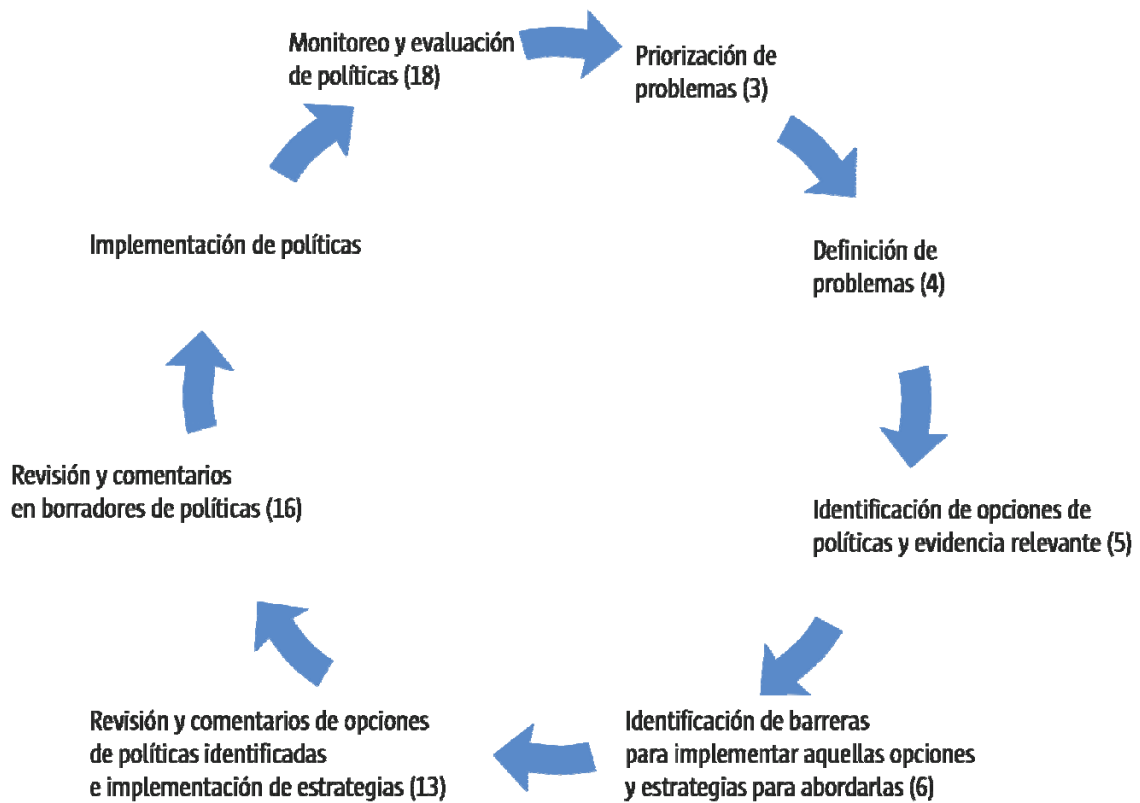 Monitoreo y evaluación
de políticas (18)
Priorización de
problemas (3)
Definición de
problemas (4)
Identificación de opciones de
políticas y evidencia relevante (5)
Identificación de barreras
para implementar aquellas opciones
y estrategias para abordarlas (6)
Revisión y comentarios de opciones
de políticas identificadas
e implementación de estrategias (13)
Revisión y comentarios
en borradores de políticas (16)
Implementación de políticas